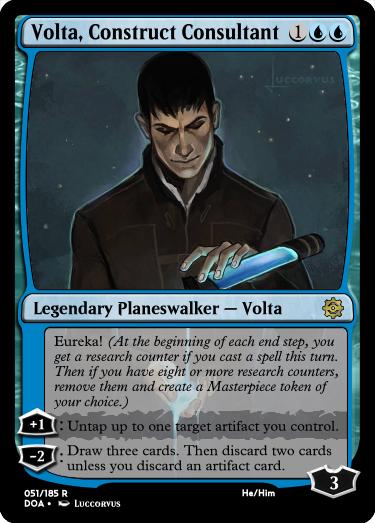 Volta, Construct Consultant 1
LUCCORVUS
Legendary Planeswalker — Volta
Eureka! (At the beginning of each end step, you
get a research counter if you cast a spell this turn.
Then if you have eight or more research counters,
remove them and create a Masterpiece token of
your choice.)
+1 : Untap up to one target artifact you control.
-2 : Draw three cards. Then discard two cards
unless you discard an artifact card.
3
051/185 R He/Him
DOA • Luccorvus